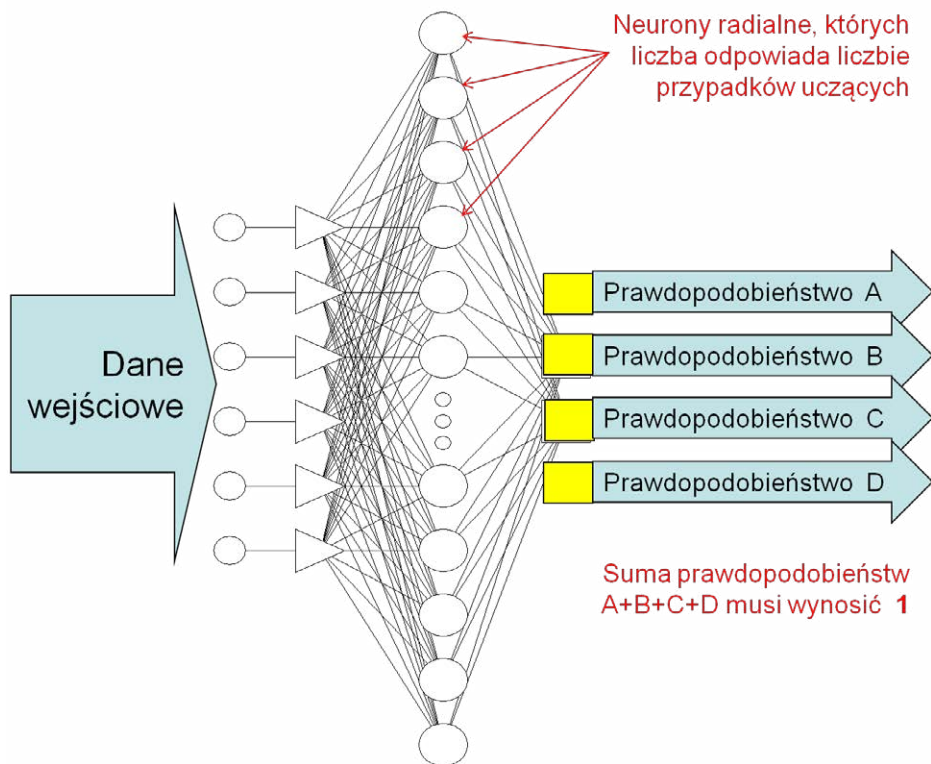 Neurony radialne, których
liczba odpowiada liczbie
przypadków uczących
Dane
wejściowe
Prawdopodobieństwo A
Prawdopodobieństwo B
Prawdopodobieństwo C
Prawdopodobieństwo D
Suma prawdopodobieństw
A+B+C+D musi wynosić 1